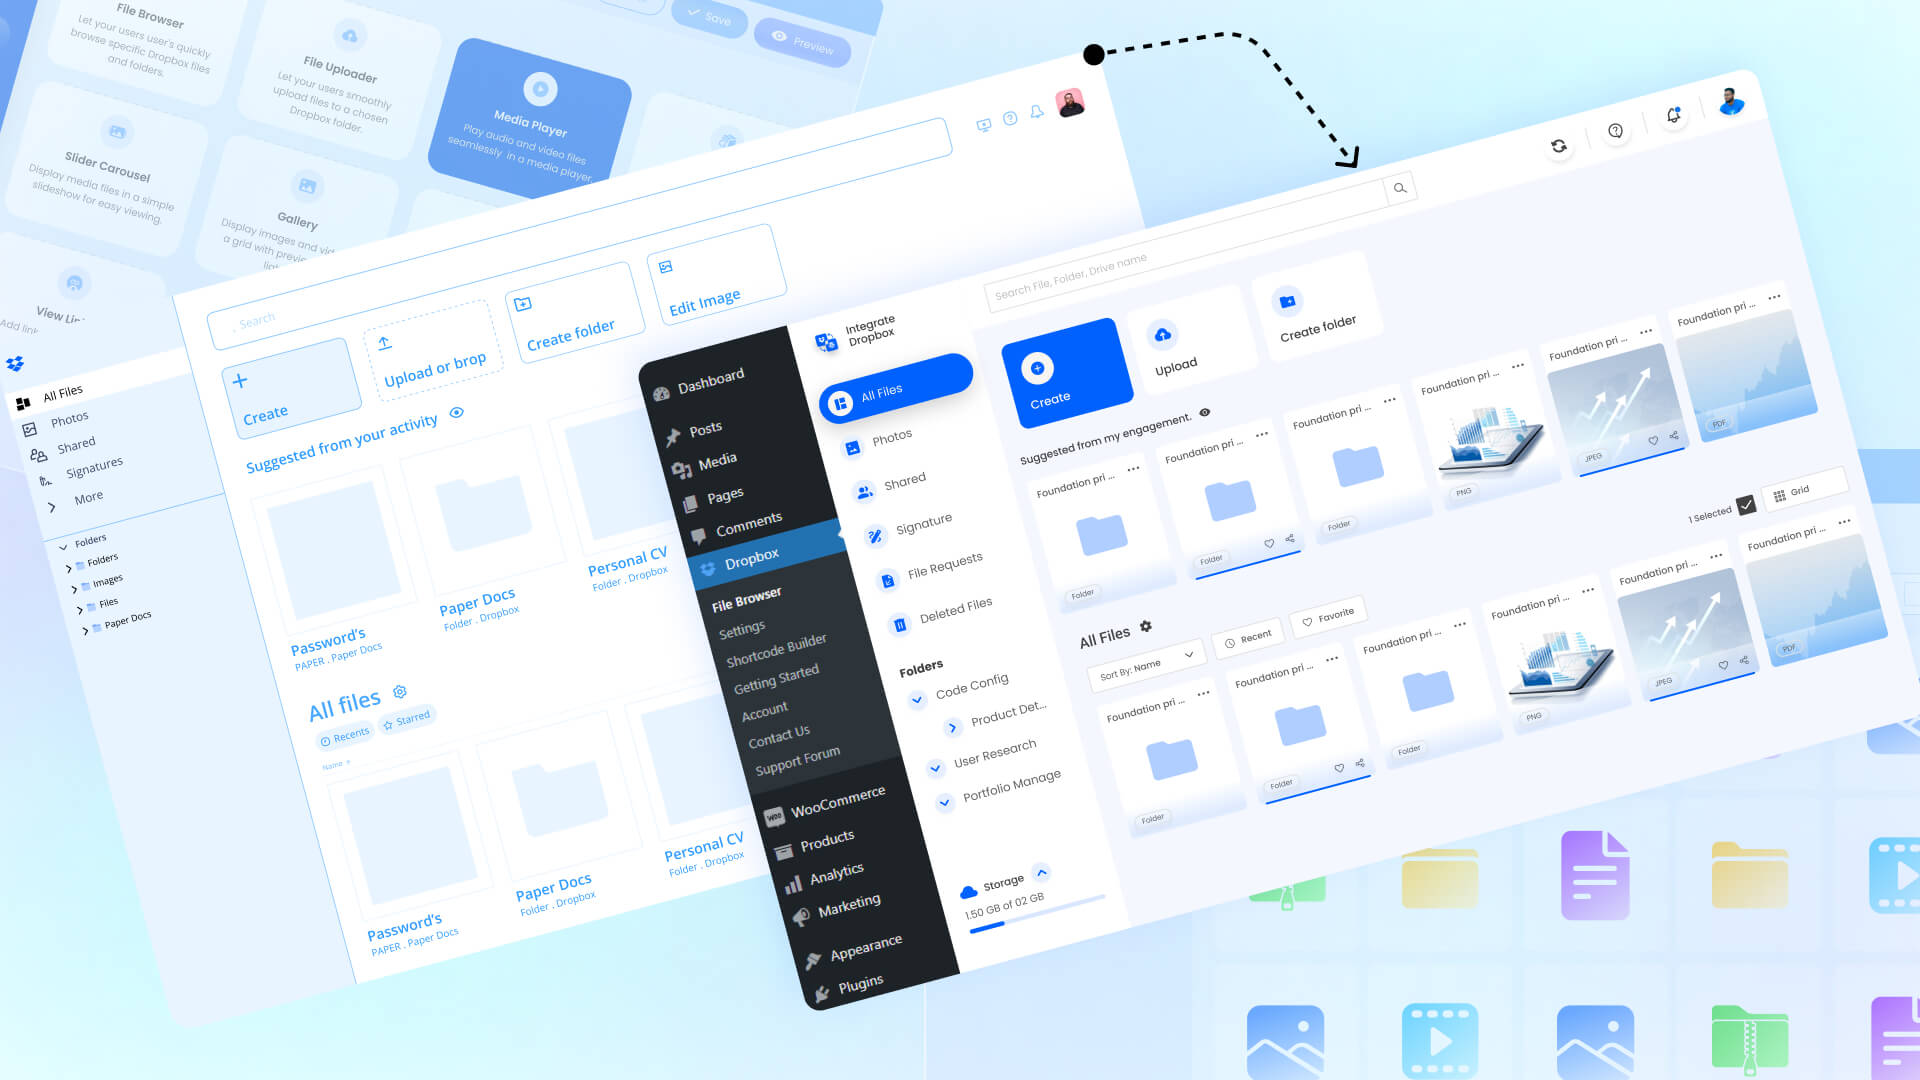 File Browser
Let your users user's quickly
browse specific Dropbox files
and folders.
File Uploader
Let your users smoothly
upload files to a chosen
Dropbox folder.
Media Player
Play audio and video files
seamlessly in a media player.
Save
Preview
Slider Carousel
Display media files in a simple
slideshow for easy viewing.
Gallery
Display images and
a grid with
View
Add
All Files
Photos
Shared
Signatures
More
Folders
Folders
Images
Files
Paper Docs
Search
Create
Upload or brop
Create folder
Edit Image
Suggested from your activity
Password's
PAPER . Paper Docs
Paper Docs
Folder . Dropbox
Personal CV
Folder . Dropbox
All files
Recents
Starred
Name
Password's
PAPER . Paper Docs
Paper Docs
Folder . Dropbox
Personal CV
Folder . Dropbox
Dashboard
Posts
Media
Pages
Comments
Dropbox
File Browser
Settings
Shortcode Builder
Getting Started
Account
Contact Us
Support Forum
WooCommerce
Products
Analytics
Marketing
Appearance
Plugins
Integrate
Dropbox
All Files
Photos
Shared
Signature
File Requests
Deleted Files
Folders
Code Config
Product Det...
User Research
Portfolio Manage
Storage
1.50 GB of 02 GB
Search File, Folder, Drive name
Create
Upload
Create folder
Suggested from my engagement.
Foundation pri ...
Folder
Foundation pri ...
Folder
Foundation pri ...
Folder
Foundation pri ...
PNG
Foundation pri ...
JPEG
Foundation pri ...
PDF
1 Selected
Grid
All Files
Sort By: Name
Recent
Favorite
Foundation pri ...
Folder
Foundation pri ...
Folder
Foundation pri ...
Folder
Foundation pri ...
PNG
Foundation pri ...
JPEG
Foundation pri ...
PDF